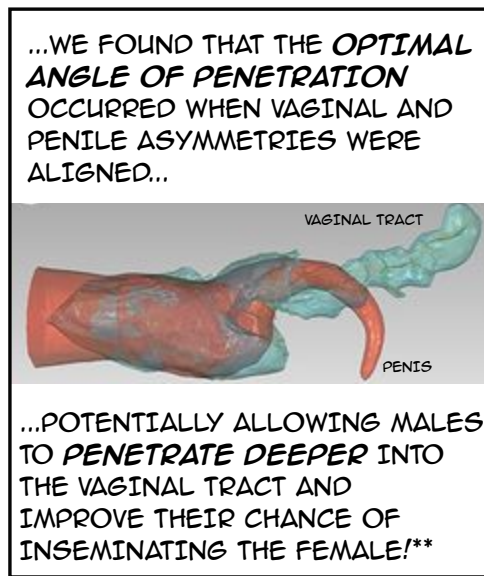 ...WE FOUND THAT THE OPTIMAL
ANGLE OF PENETRATION
OCCURRED WHEN VAGINAL AND
PENILE ASYMMETRIES WERE
ALIGNED...
VAGINAL TRACT
PENIS
...POTENTIALLY ALLOWING MALES
TO PENETRATE DEEPER INTO
THE VAGINAL TRACT AND
IMPROVE THEIR CHANCE OF
INSEMINATING THE FEMALE!**